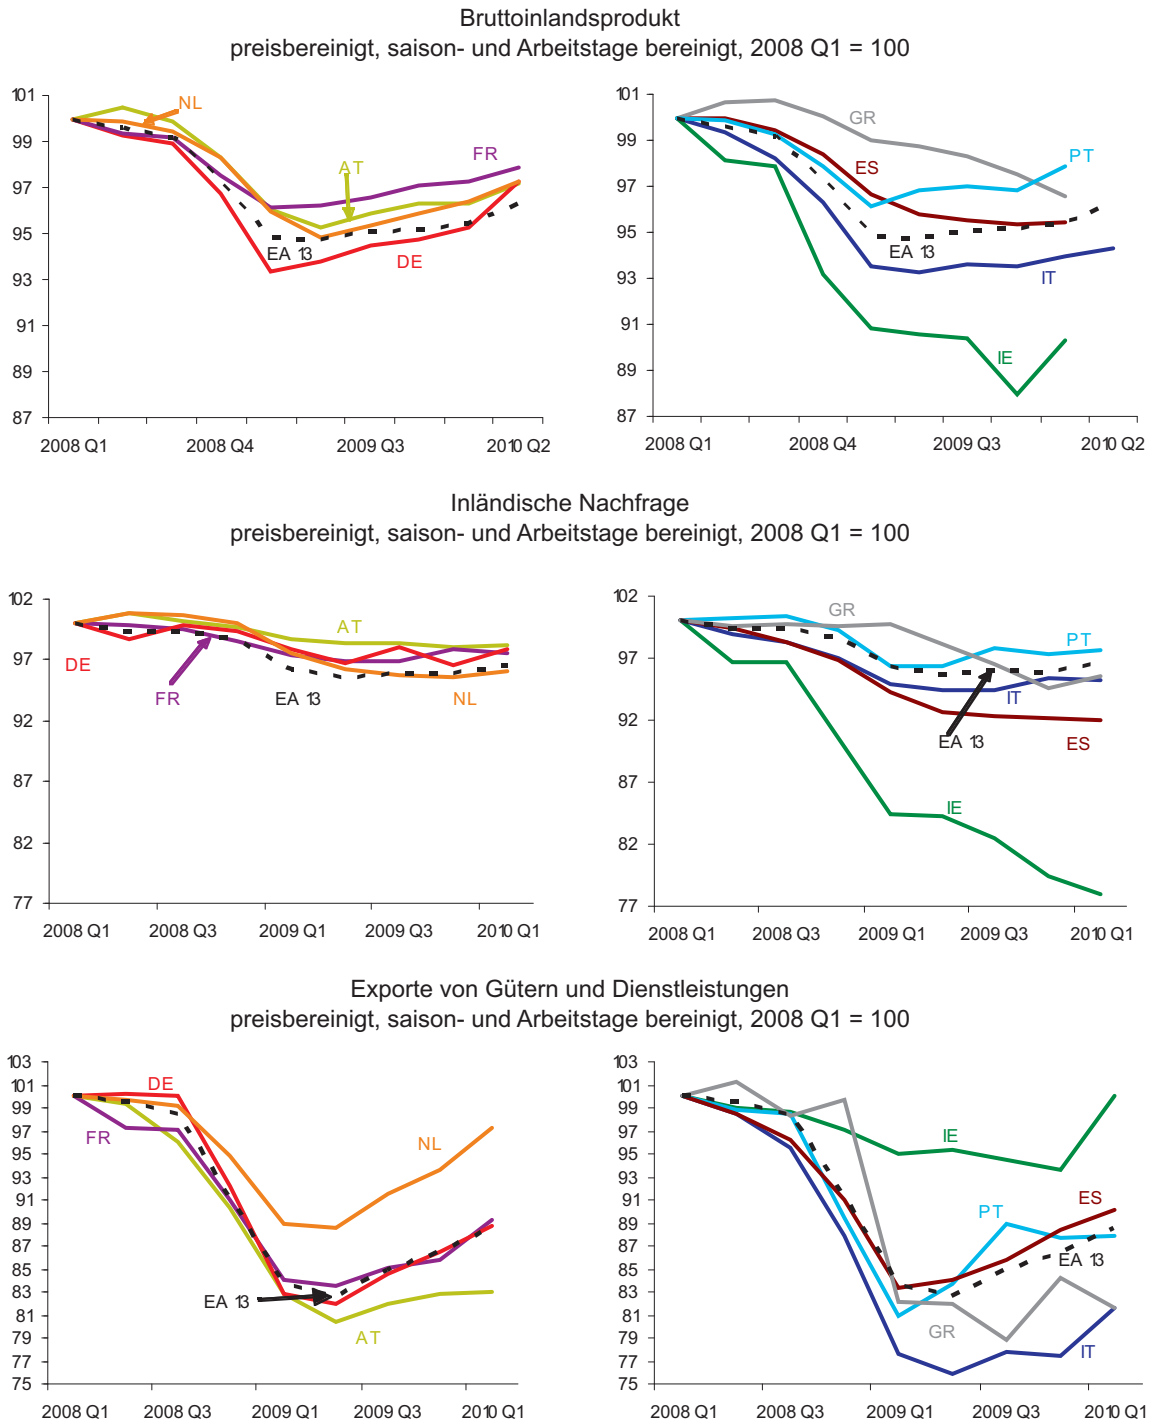 Bruttoinlandsprodukt
preisbereinigt, saison- und Arbeitstage bereinigt, 2008 Q1 = 100
101
99
97
95
93
91
89
87
NL
AT
FR
EA 13
DE
2008 Q1 2008 Q4 2009 Q3 2010 Q2
101
99
97
95
93
91
89
87
GR
PT
ES
EA 13
IT
IE
2008 Q1 2008 Q4 2009 Q3 2010 Q2
Inländische Nachfrage
preisbereinigt, saison- und Arbeitstage bereinigt, 2008 Q1 = 100
102
97
92
87
82
77
AT
DE
FR
EA 13
NL
2008 Q1 2008 Q3 2009 Q1 2009 Q3 2010 Q1
102
97
92
87
82
77
GR
PT
IT
EA 13
ES
IE
2008 Q1 2008 Q3 2009 Q1 2009 Q3 2010 Q1
Exporte von Gütern und Dienstleistungen
preisbereinigt, saison- und Arbeitstage bereinigt, 2008 Q1 = 100
103
101
99
97
95
91
89
87
85
83
81
79
77
75
DE
FR
NL
EA 13
AT
2008 Q1 2008 Q3 2009 Q1 2009 Q3 2010 Q1
103
101
99
97
95
91
89
87
85
83
81
79
77
75
IE
ES
PT
EA 13
GR
IT
2008 Q1 2008 Q3 2009 Q1 2009 Q3 2010 Q1